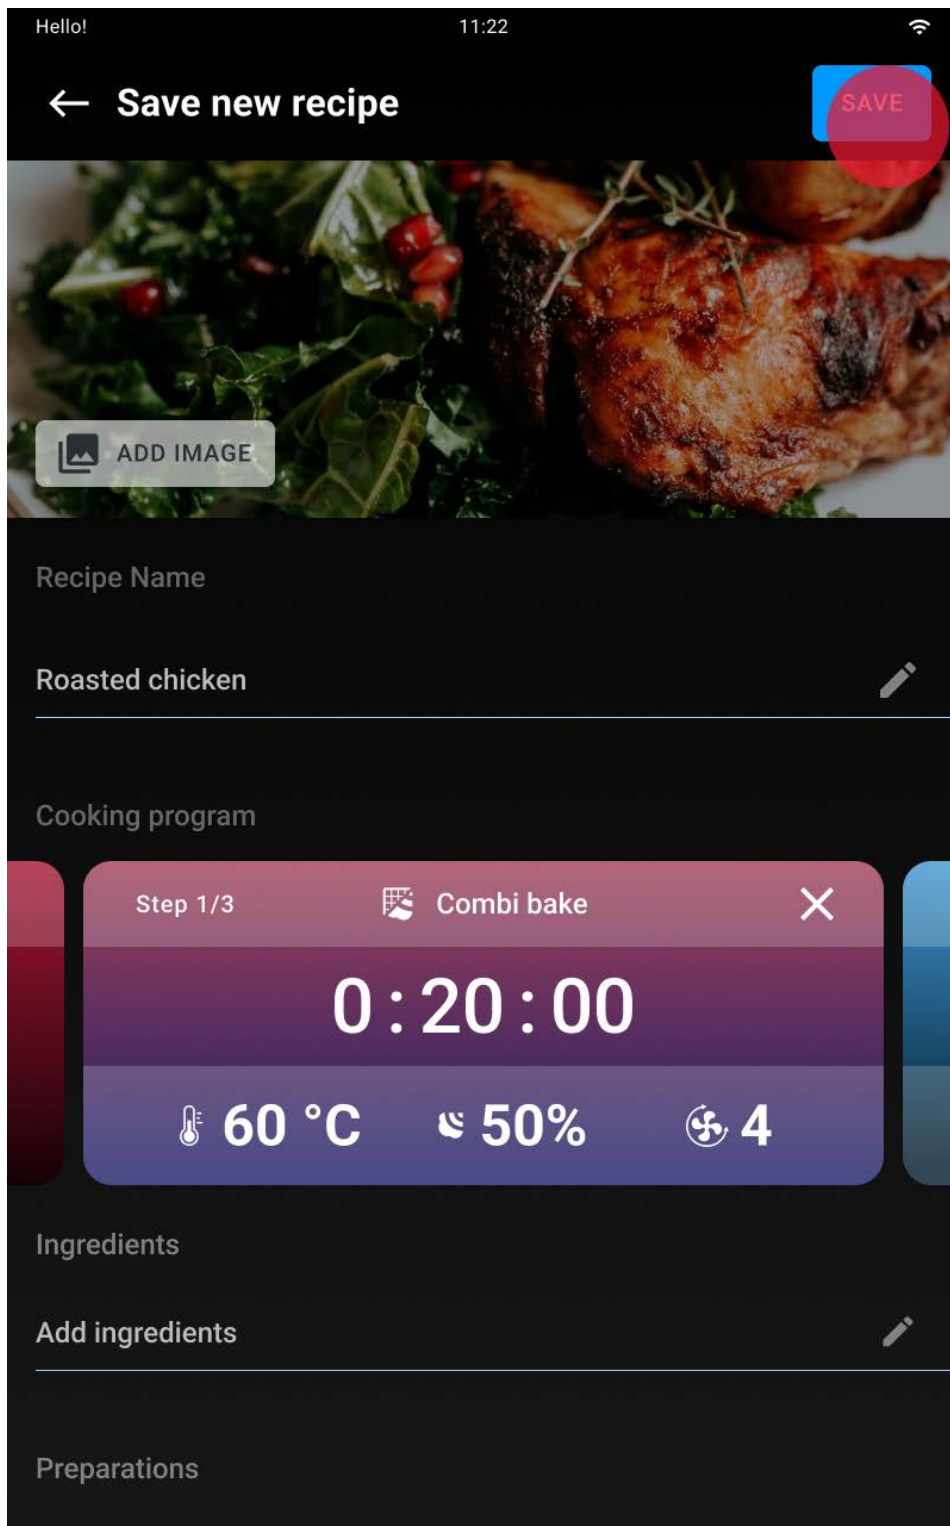 Hello! 11:22
Save new recipe SAVE
ADD IMAGE
Recipe Name
Roasted chicken
Cooking program
Step 1/3 Combi bake
0 : 20 : 00
60 °C 50% 4
Ingredients
Add ingredients
Preparations